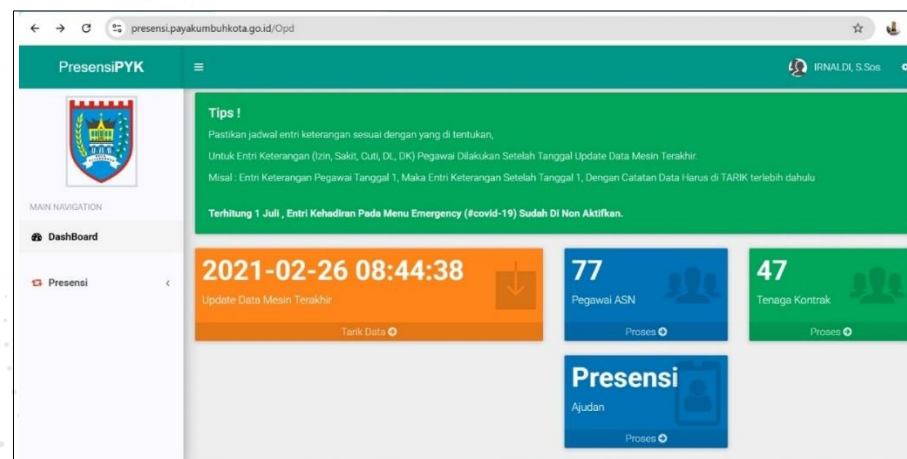 presensi.payakumbuhkota.go.id/Opd
PresensiPYK
IRNALDI, S.Sos
Tips !
Pastikan jadwal entri keterangan sesuai dengan yang di tentukan,
Untuk Entri Keterangan (Izin, Sakit, Cuti, DL, DK) Pegawai Dilakukan Setelah Tanggal Update Data Mesin Terakhir.
Misal : Entri Keterangan Pegawai Tanggal 1, Maka Entri Keterangan Setelah Tanggal 1, Dengan Catatan Data Harus di TARIK terlebih dahulu
Terhitung 1 Juli , Entri Kehadiran Pada Menu Emergency (#covid-19) Sudah Di Non Aktifkan.
MAIN NAVIGATION
DashBoard
Presensi
2021-02-26 08:44:38
Update Data Mesin Terakhir
Tarik Data
77
Pegawai ASN
Proses
47
Tenaga Kontrak
Proses
Presensi
Ajudan
Proses